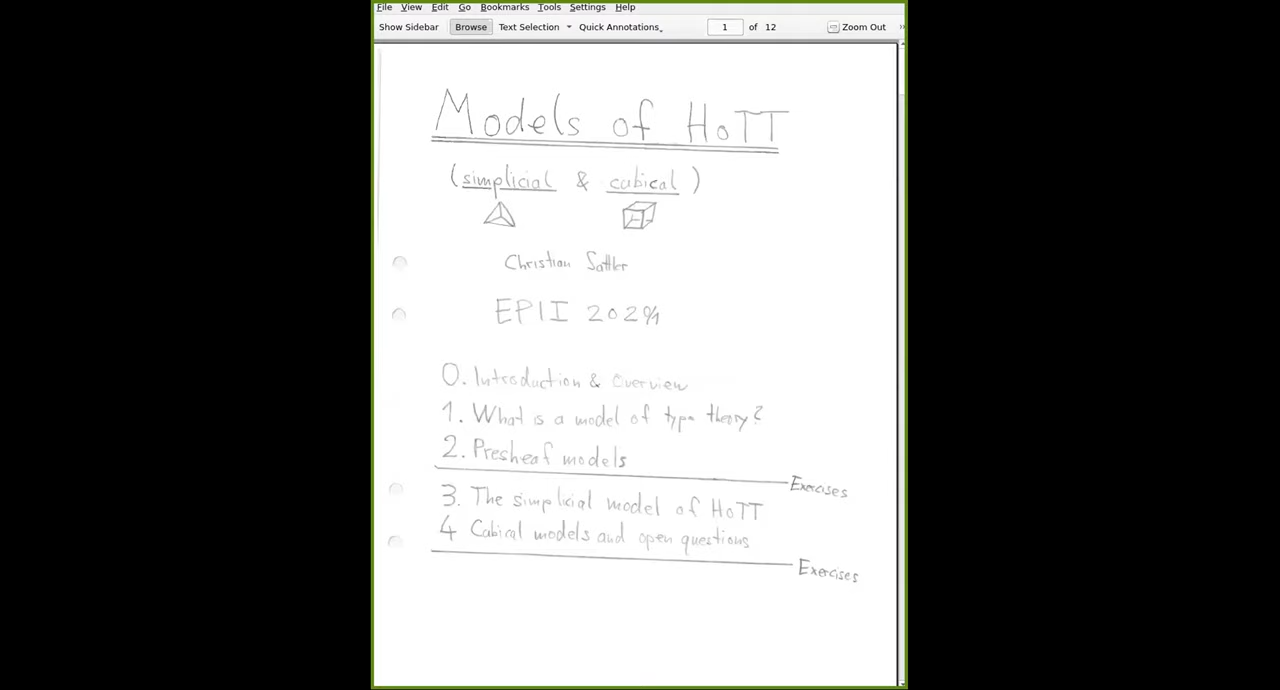 File View Edit Go Bookmarks Tools Settings Help
Show Sidebar Browse Text Selection Quick Annotations 1 of 12 Zoom Out
Models of HoTT
(simplicial & cubical)
Christian Sattler
EPIT 2020/1
0. Introduction & Overview
1. What is a model of type theory?
2. Presheaf models
Exercises
3. The simplicial model of HoTT
4 Cubical models and open questions
Exercises